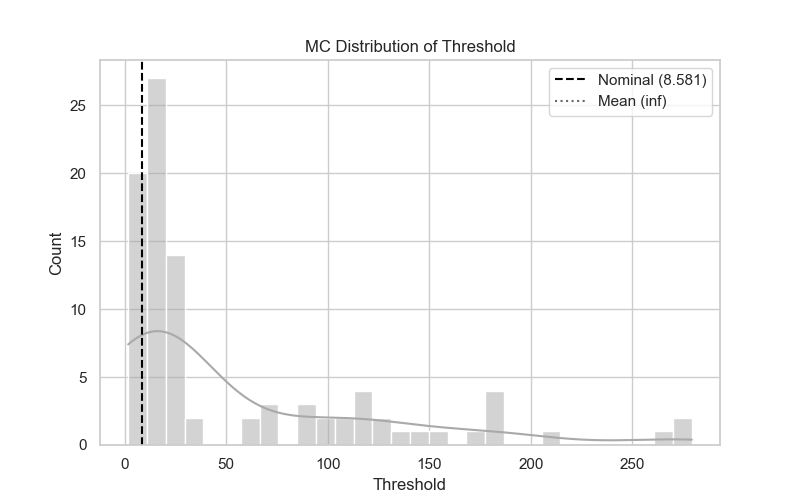 MC Distribution of Threshold
Nominal (8.581)
Mean (inf)
Count
25
20
15
10
5
0
0 50 100 150 200 250
Threshold